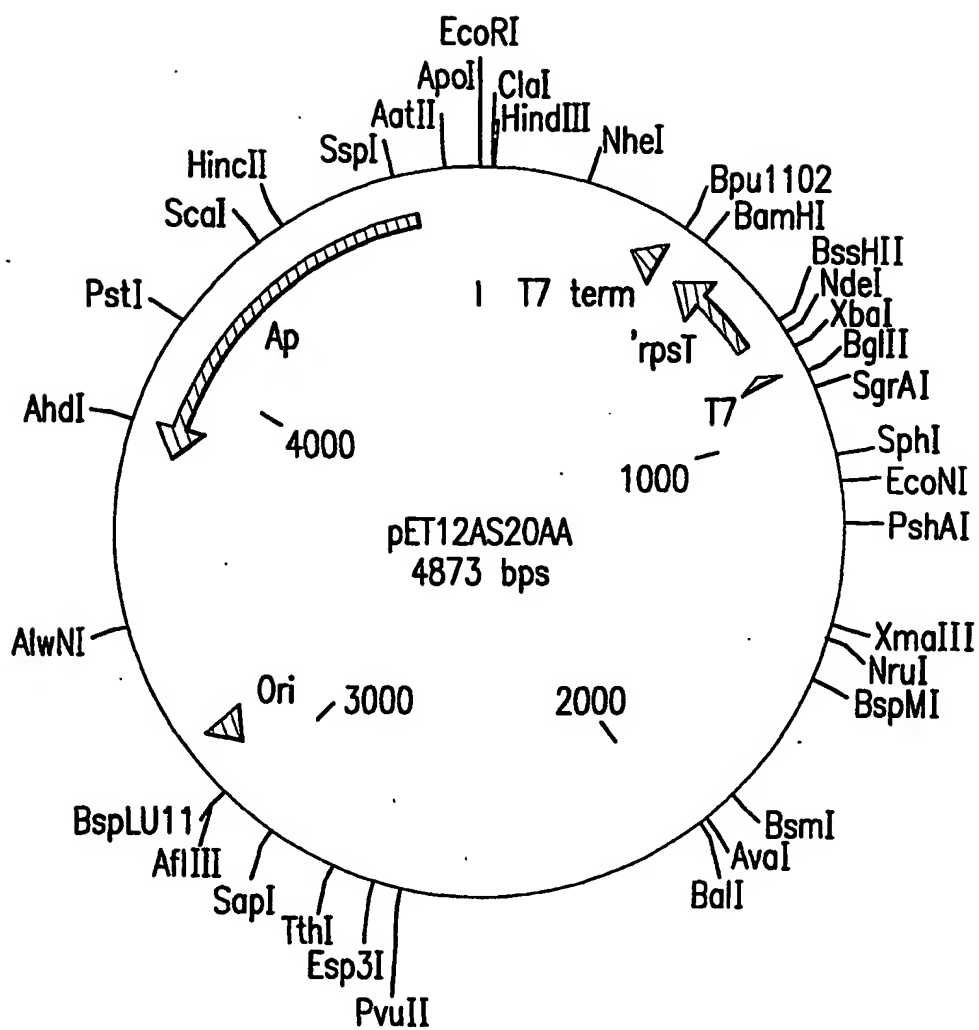 EcoRI
ApoI
ClaI
AatII
HindIII
SspI
NheI
HincII
Bpu1102
ScaI
BamHI
BssHII
PstI
NdeI
I T7 term
XbaI
Ap
'rpsT
BglII
SgrAI
AhdI
T7
4000
SphI
1000
EcoNI
pET12AS20AA
PshAI
4873 bps
AlwNI
XmaIII
NruI
Ori
3000
2000
BspMI
BspLU11
BsmI
AflIII
AvaI
SapI
BalI
TthI
Esp3I
PvuII